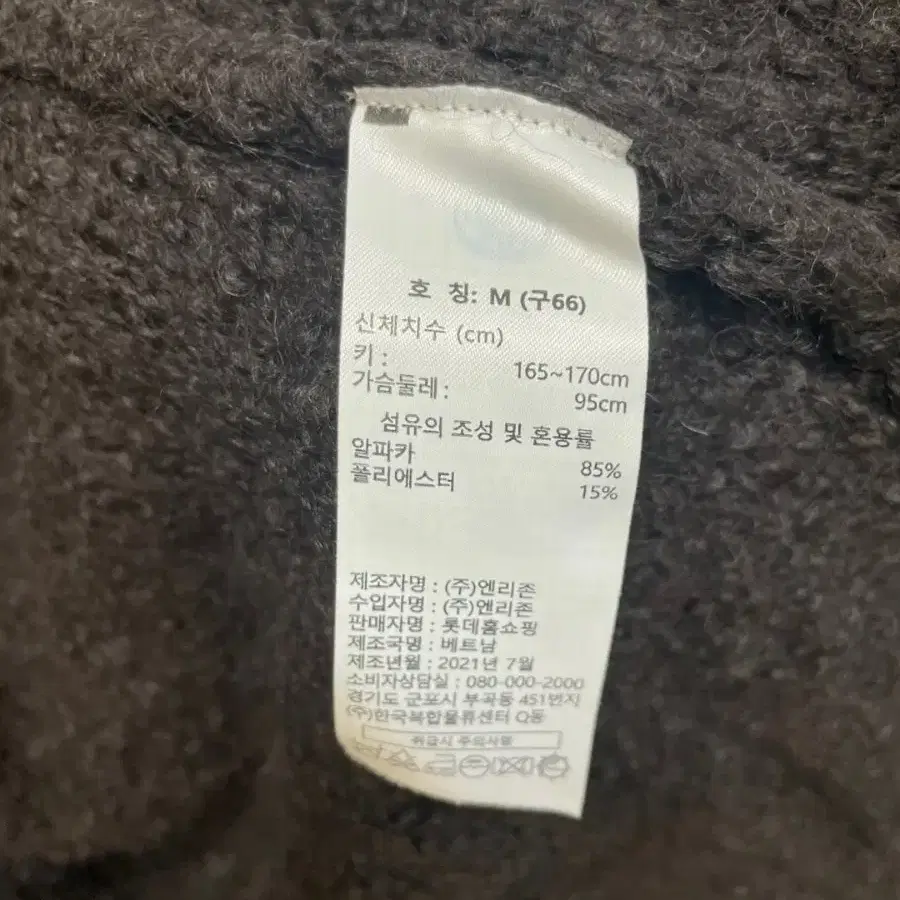 호 칭: M (구66)
신체치수 (cm)
키 : 165~170cm
가슴둘레 : 95cm
섬유의 조성 및 혼용률
알파카 85%
폴리에스터 15%
제조자명 : (주)엔리존
수입자명 : (주)엔리존
판매자명 : 롯데홈쇼핑
제조국명 : 베트남
제조년월 : 2021년 7월
소비자상담실 : 080-000-2000
경기도 군포시 부곡동 451번지
(주)한국복합물류센터 Q동
취급시 주의사항